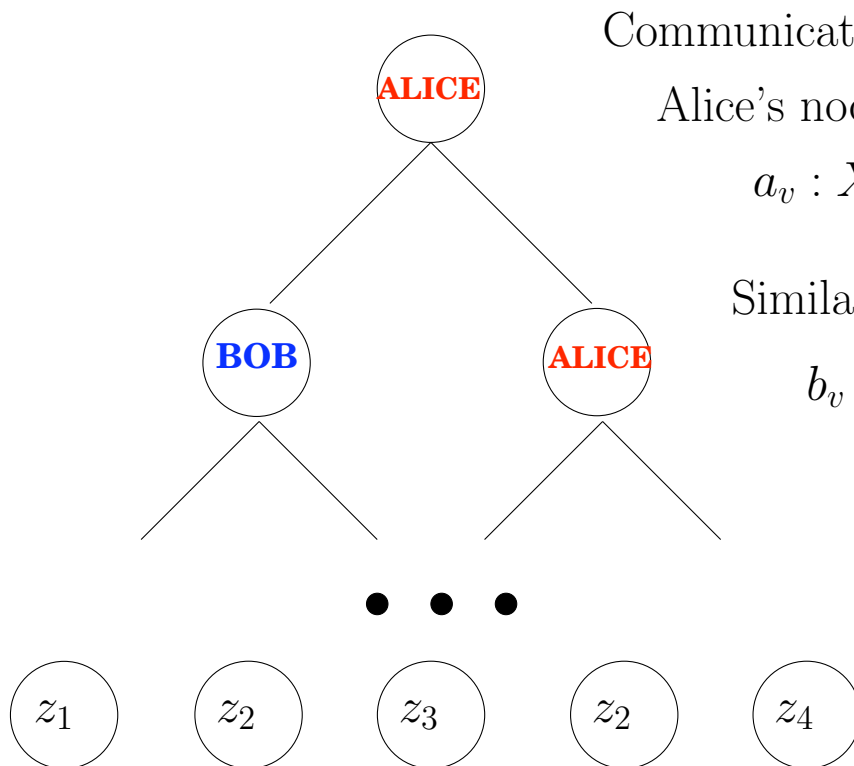 Communicat
ALICE
Alice's noc
a_v : X
Simila
BOB
ALICE
b_v
z_1 z_2 z_3 z_2 z_4